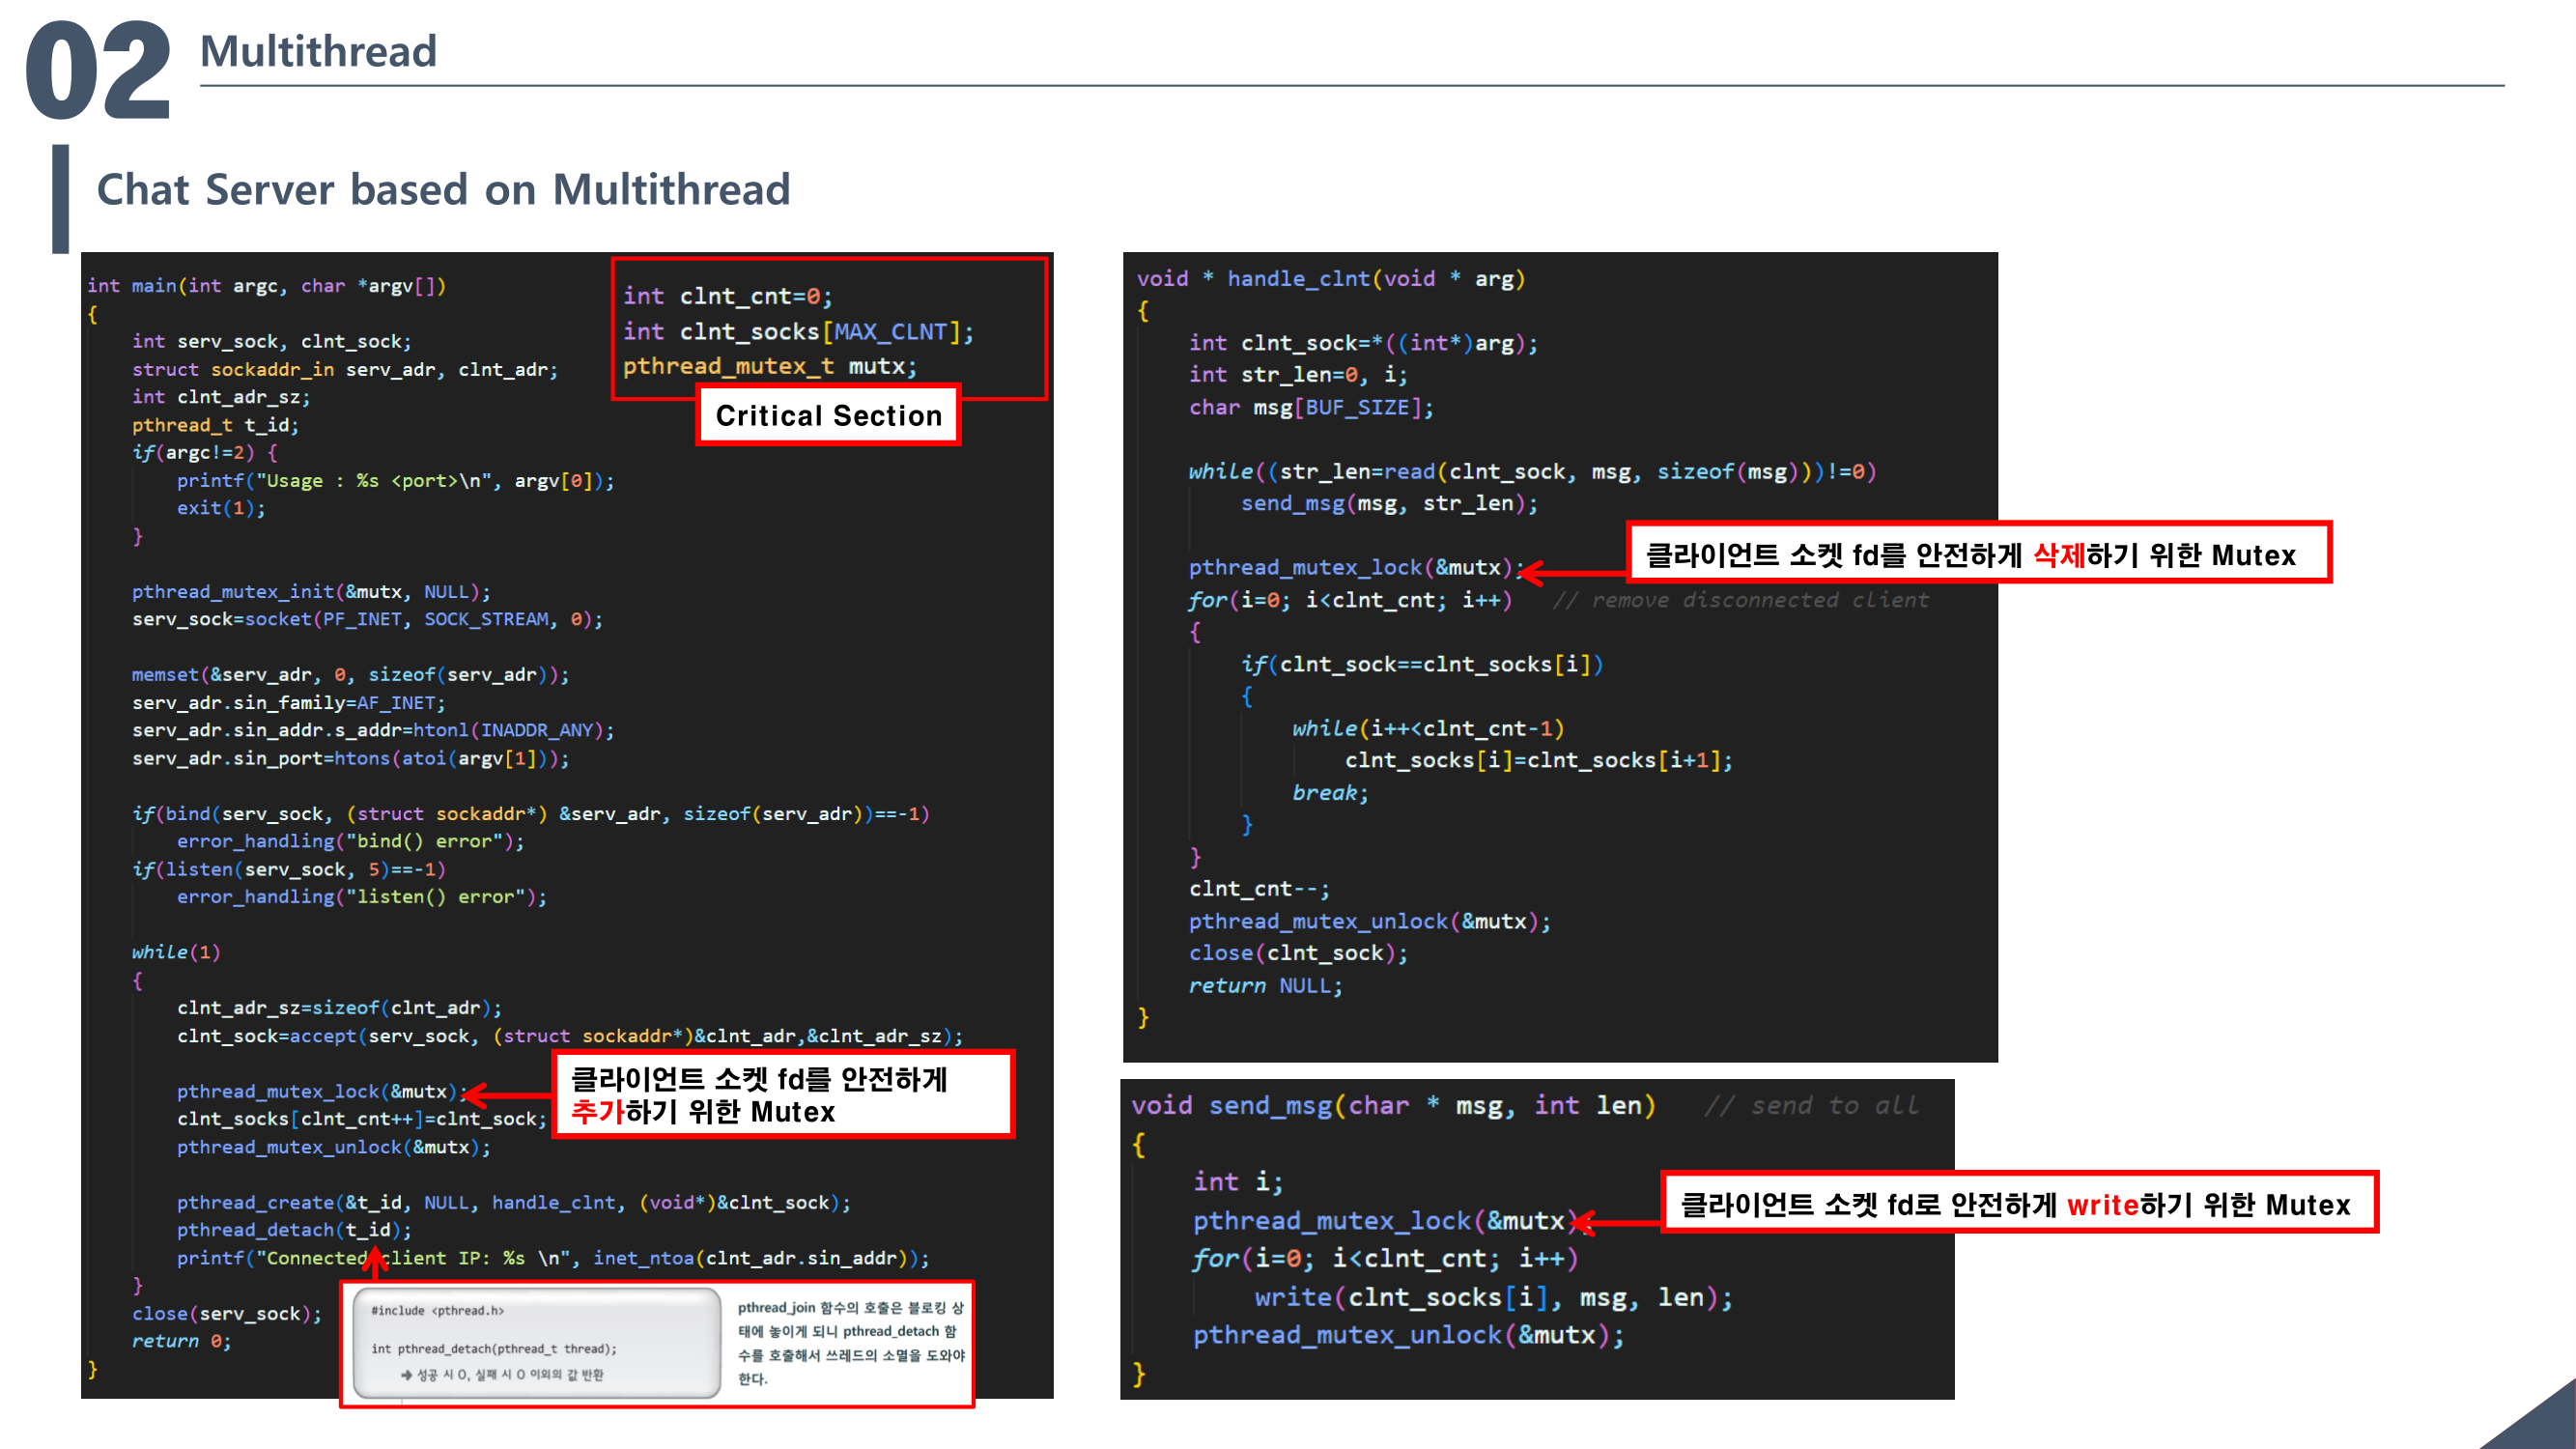 02
Multithread
Chat Server based on Multithread
int main(int argc, char *argv[])
{
    int serv_sock, clnt_sock;
    struct sockaddr_in serv_adr, clnt_adr;
    int clnt_adr_sz;
    pthread_t t_id;
    if(argc!=2) {
        printf("Usage : %s <port>\n", argv[0]);
        exit(1);
    }
    pthread_mutex_init(&mutx, NULL);
    serv_sock=socket(PF_INET, SOCK_STREAM, 0);
    memset(&serv_adr, 0, sizeof(serv_adr));
    serv_adr.sin_family=AF_INET;
    serv_adr.sin_addr.s_addr=htonl(INADDR_ANY);
    serv_adr.sin_port=htons(atoi(argv[1]));
    if(bind(serv_sock, (struct sockaddr*) &serv_adr, sizeof(serv_adr))==-1)
        error_handling("bind() error");
    if(listen(serv_sock, 5)==-1)
        error_handling("listen() error");
    while(1)
    {
        clnt_adr_sz=sizeof(clnt_adr);
        clnt_sock=accept(serv_sock, (struct sockaddr*)&clnt_adr,&clnt_adr_sz);
        pthread_mutex_lock(&mutx);
        clnt_socks[clnt_cnt++]=clnt_sock;
        pthread_mutex_unlock(&mutx);
        pthread_create(&t_id, NULL, handle_clnt, (void*)&clnt_sock);
        pthread_detach(t_id);
        printf("Connected client IP: %s \n", inet_ntoa(clnt_adr.sin_addr));
    }
    close(serv_sock);
    return 0;
}
int clnt_cnt=0;
int clnt_socks[MAX_CLNT];
pthread_mutex_t mutx;
Critical Section
클라이언트 소켓 fd를 안전하게
추가하기 위한 Mutex
#include <pthread.h>
int pthread_detach(pthread_t thread);
➔ 성공 시 0, 실패 시 0 이외의 값 반환
pthread_join 함수의 호출은 블로킹 상
태에 놓이게 되니 pthread_detach 함
수를 호출해서 쓰레드의 소멸을 도와야
한다.
void * handle_clnt(void * arg)
{
    int clnt_sock=*((int*)arg);
    int str_len=0, i;
    char msg[BUF_SIZE];
    while((str_len=read(clnt_sock, msg, sizeof(msg)))!=0)
        send_msg(msg, str_len);
    pthread_mutex_lock(&mutx);
    for(i=0; i<clnt_cnt; i++)   // remove disconnected client
    {
        if(clnt_sock==clnt_socks[i])
        {
            while(i++<clnt_cnt-1)
                clnt_socks[i]=clnt_socks[i+1];
            break;
        }
    }
    clnt_cnt--;
    pthread_mutex_unlock(&mutx);
    close(clnt_sock);
    return NULL;
}
클라이언트 소켓 fd를 안전하게 삭제하기 위한 Mutex
void send_msg(char * msg, int len)   // send to all
{
    int i;
    pthread_mutex_lock(&mutx);
    for(i=0; i<clnt_cnt; i++)
        write(clnt_socks[i], msg, len);
    pthread_mutex_unlock(&mutx);
}
클라이언트 소켓 fd로 안전하게 write하기 위한 Mutex